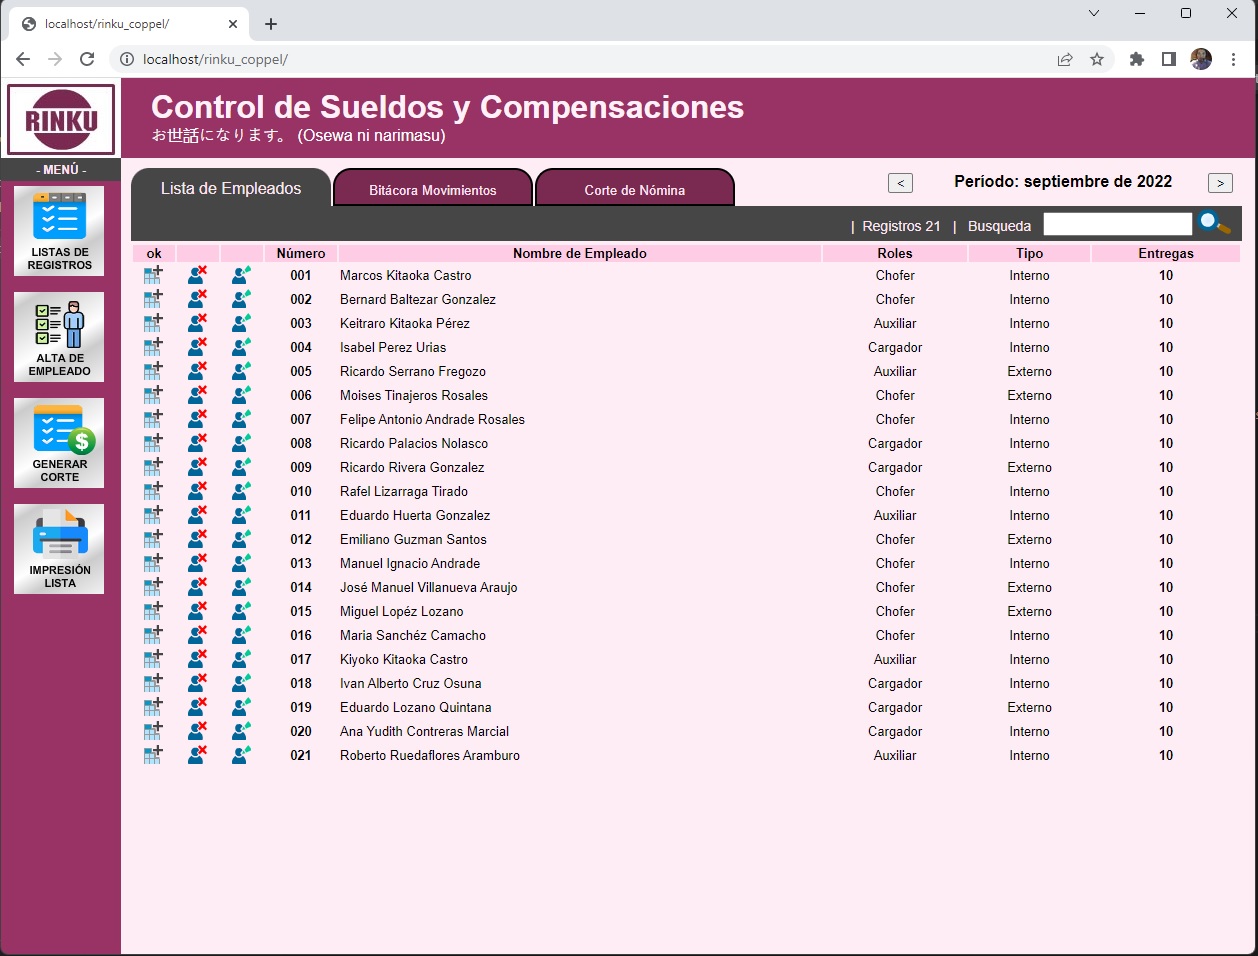 localhost/rinku_coppel/
localhost/rinku_coppel/
RINKU
Control de Sueldos y Compensaciones
お世話になります。 (Osewa ni narimasu)
- MENÚ -
LISTAS DE
REGISTROS
ALTA DE
EMPLEADO
GENERAR
CORTE
IMPRESIÓN
LISTA
Lista de Empleados
Bitácora Movimientos
Corte de Nómina
< Período: septiembre de 2022 >
| Registros 21 | Busqueda
ok Número Nombre de Empleado Roles Tipo Entregas
001 Marcos Kitaoka Castro Chofer Interno 10
002 Bernard Baltezar Gonzalez Chofer Interno 10
003 Keitraro Kitaoka Pérez Auxiliar Interno 10
004 Isabel Perez Urias Cargador Interno 10
005 Ricardo Serrano Fregozo Auxiliar Externo 10
006 Moises Tinajeros Rosales Chofer Externo 10
007 Felipe Antonio Andrade Rosales Chofer Interno 10
008 Ricardo Palacios Nolasco Cargador Interno 10
009 Ricardo Rivera Gonzalez Cargador Externo 10
010 Rafel Lizarraga Tirado Chofer Interno 10
011 Eduardo Huerta Gonzalez Auxiliar Interno 10
012 Emiliano Guzman Santos Chofer Externo 10
013 Manuel Ignacio Andrade Chofer Interno 10
014 José Manuel Villanueva Araujo Chofer Externo 10
015 Miguel Lopéz Lozano Chofer Externo 10
016 Maria Sanchéz Camacho Chofer Interno 10
017 Kiyoko Kitaoka Castro Auxiliar Interno 10
018 Ivan Alberto Cruz Osuna Cargador Interno 10
019 Eduardo Lozano Quintana Cargador Externo 10
020 Ana Yudith Contreras Marcial Cargador Interno 10
021 Roberto Ruedaflores Aramburo Auxiliar Interno 10